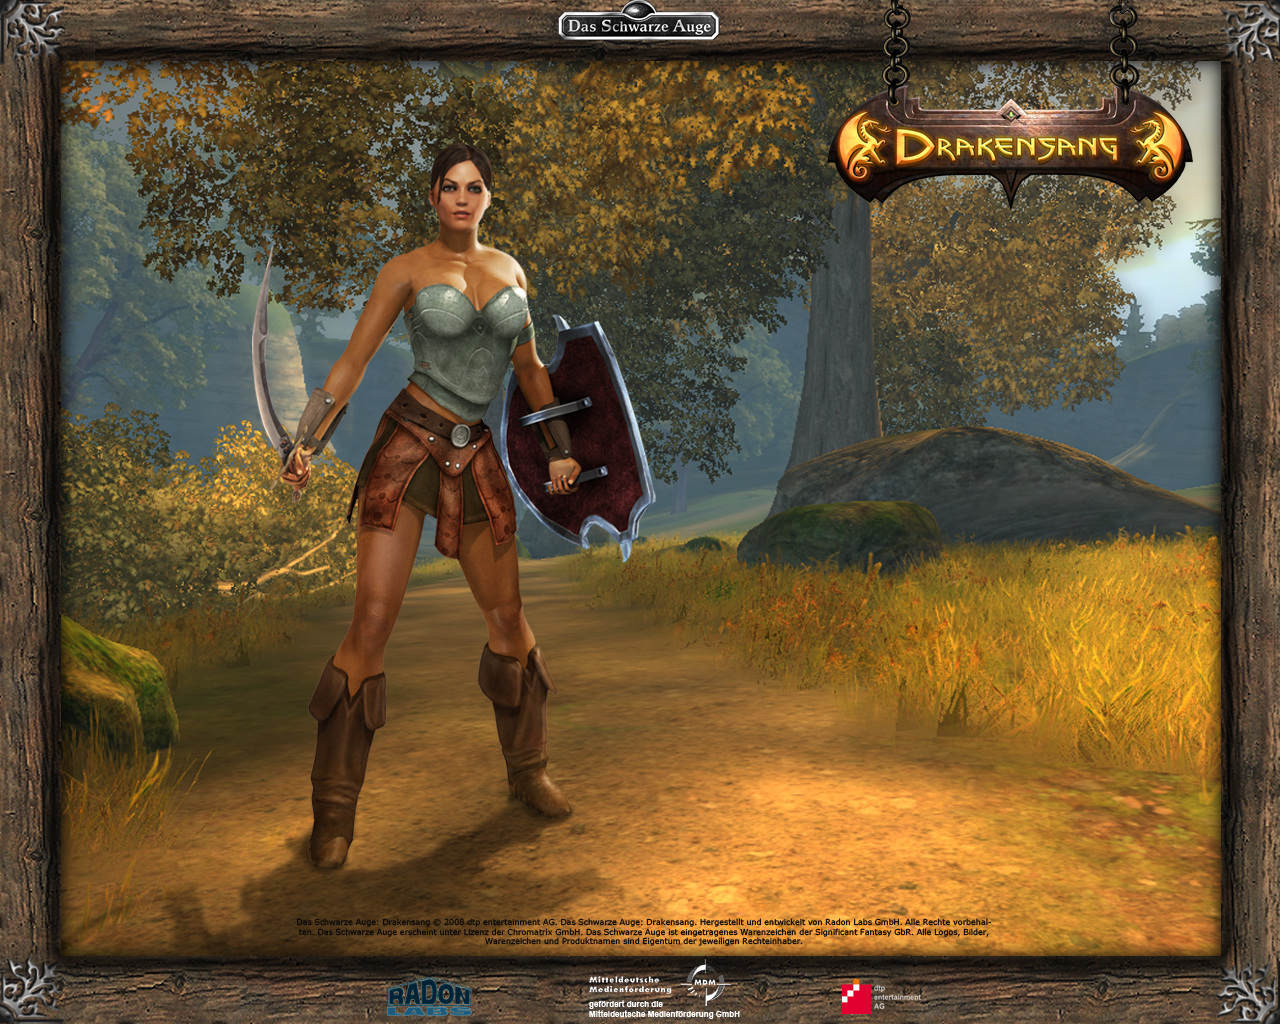 Das Schwarze Auge
DRAKENSANG
Das Schwarze Auge: Drakensang © 2008 dtp entertainment AG. Das Schwarze Auge: Drakensang. Hergestellt und entwickelt von Radon Labs GmbH. Alle Rechte vorbehal-
ten. Das Schwarze Auge erscheint unter Lizenz der Chromatrix GmbH. Das Schwarze Auge ist eingetragenes Warenzeichen der Significant Fantasy GbR. Alle Logos, Bilder,
Warenzeichen und Produktnamen sind Eigentum der jeweiligen Rechteinhaber.
RADON
LABS
Mitteldeutsche
Medienförderung
MDM
gefördert durch die
Mitteldeutsche Medienförderung GmbH
dtp
entertainment
AG